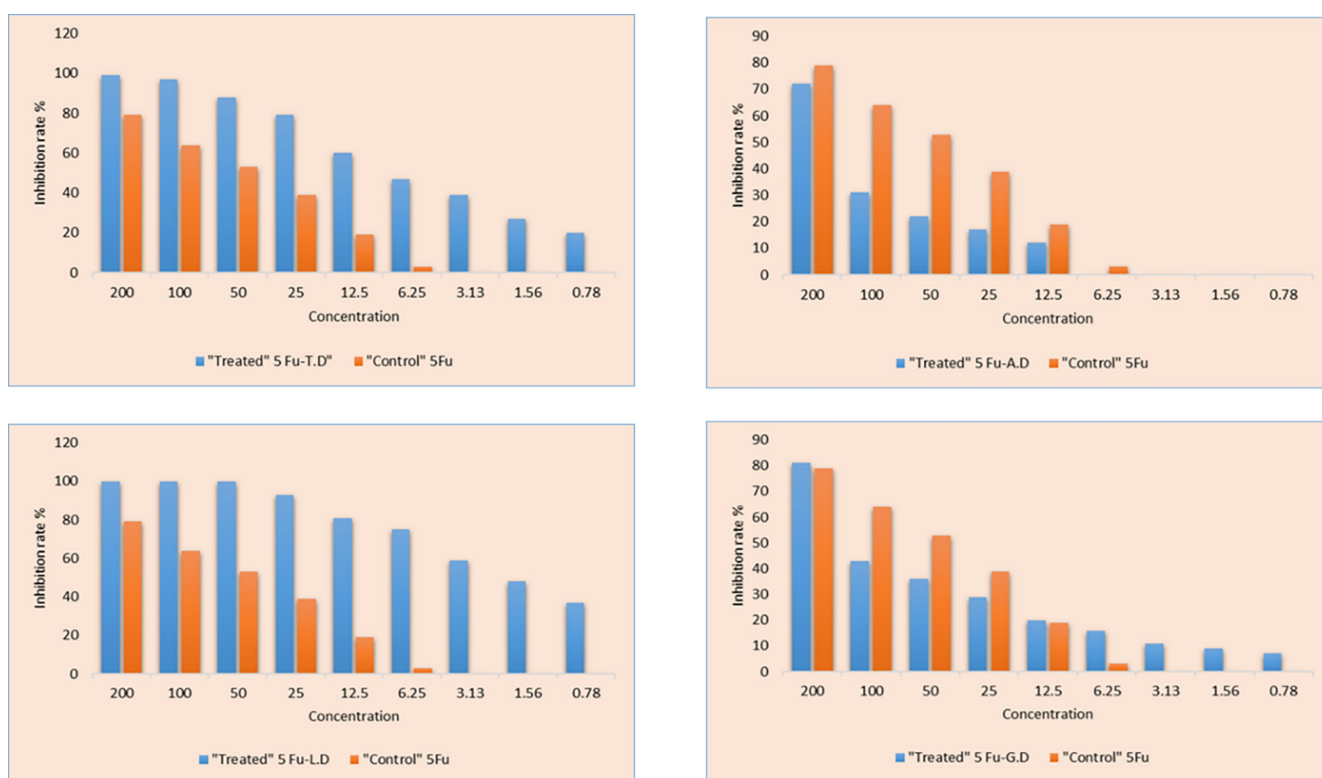 120
100
80
60
40
20
0
Inhibition rate %
200 100 50 25 12.5 6.25 3.13 1.56 0.78
Concentration
"Treated" 5 Fu-T.D" "Control" 5Fu
90
80
70
60
50
40
30
20
10
0
Inhibition rate %
200 100 50 25 12.5 6.25 3.13 1.56 0.78
Concentration
"Treated" 5 Fu-A.D "Control" 5Fu
120
100
80
60
40
20
0
Inhibition rate %
200 100 50 25 12.5 6.25 3.13 1.56 0.78
Concentration
"Treated" 5 Fu-L.D "Control" 5Fu
90
80
70
60
50
40
30
20
10
0
Inhibition rate %
200 100 50 25 12.5 6.25 3.13 1.56 0.78
Concentration
"Treated" 5 Fu-G.D "Control" 5Fu